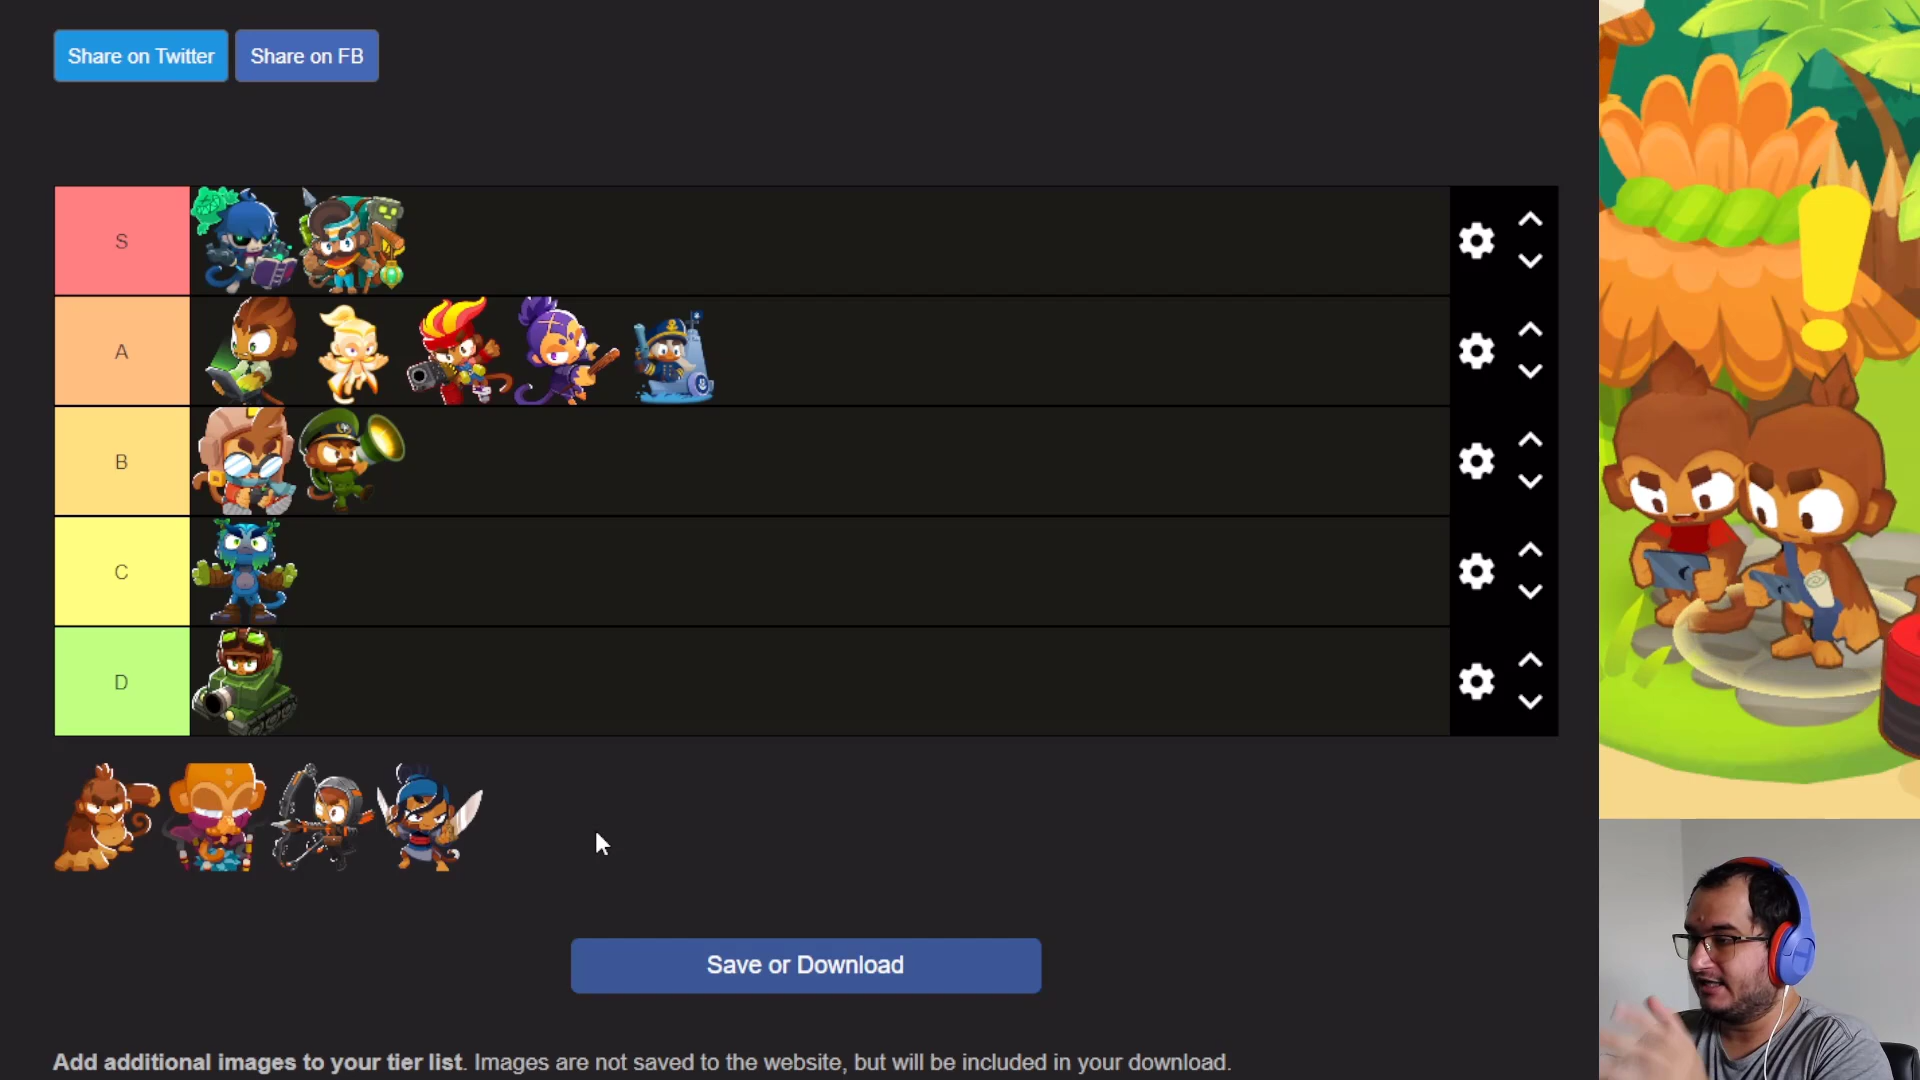 Share on Twitter
Share on FB
S
A
B
C
D
Save or Download
Add additional images to your tier list. Images are not saved to the website, but will be included in your download.